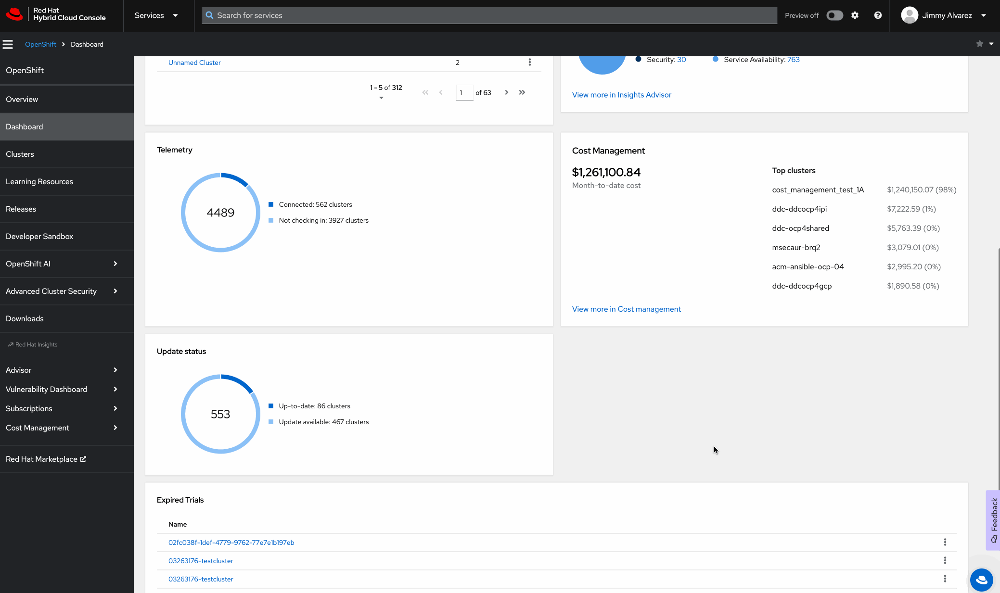 Red Hat
Hybrid Cloud Console
Services
Search for services
Preview off
Jimmy Alvarez
OpenShift
Dashboard
OpenShift
Overview
Dashboard
Clusters
Learning Resources
Releases
Developer Sandbox
OpenShift AI
Advanced Cluster Security
Downloads
Red Hat Insights
Advisor
Vulnerability Dashboard
Subscriptions
Cost Management
Red Hat Marketplace
Unnamed Cluster 2
1 - 5 of 312
1 of 63
Security: 30
Service Availability: 763
View more in Insights Advisor
Telemetry
4489
Connected: 562 clusters
Not checking in: 3927 clusters
Cost Management
$1,261,100.84
Month-to-date cost
Top clusters
cost_management_test_1A $1,240,150.07 (98%)
ddc-ddcocp4ipi $7,222.59 (1%)
ddc-ocp4shared $5,763.39 (0%)
msecaur-brq2 $3,079.01 (0%)
acm-ansible-ocp-04 $2,995.20 (0%)
ddc-ddcocp4gcp $1,890.58 (0%)
View more in Cost management
Update status
553
Up-to-date: 86 clusters
Update available: 467 clusters
Expired Trials
Name
02fc038f-1def-4779-9762-77e7e1b197eb
03263176-testcluster
03263176-testcluster
Feedback